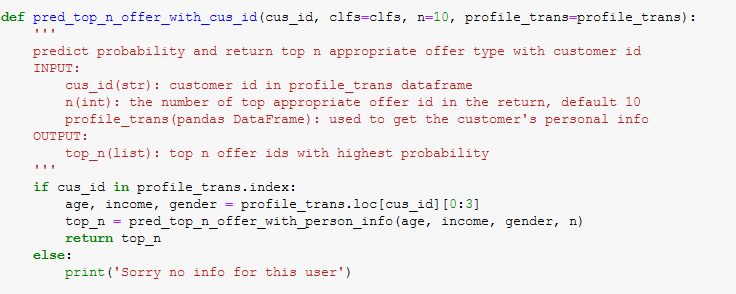 def pred_top_n_offer_with_cus_id(cus_id, clfs=clfs, n=10, profile_trans=profile_trans):
    '''
    predict probability and return top n appropriate offer type with customer id
    INPUT:
        cus_id(str): customer id in profile_trans dataframe
        n(int): the number of top appropriate offer id in the return, default 10
        profile_trans(pandas DataFrame): used to get the customer's personal info
    OUTPUT:
        top_n(list): top n offer ids with highest probability
    '''
    if cus_id in profile_trans.index:
        age, income, gender = profile_trans.loc[cus_id][0:3]
        top_n = pred_top_n_offer_with_person_info(age, income, gender, n)
        return top_n
    else:
        print('Sorry no info for this user')